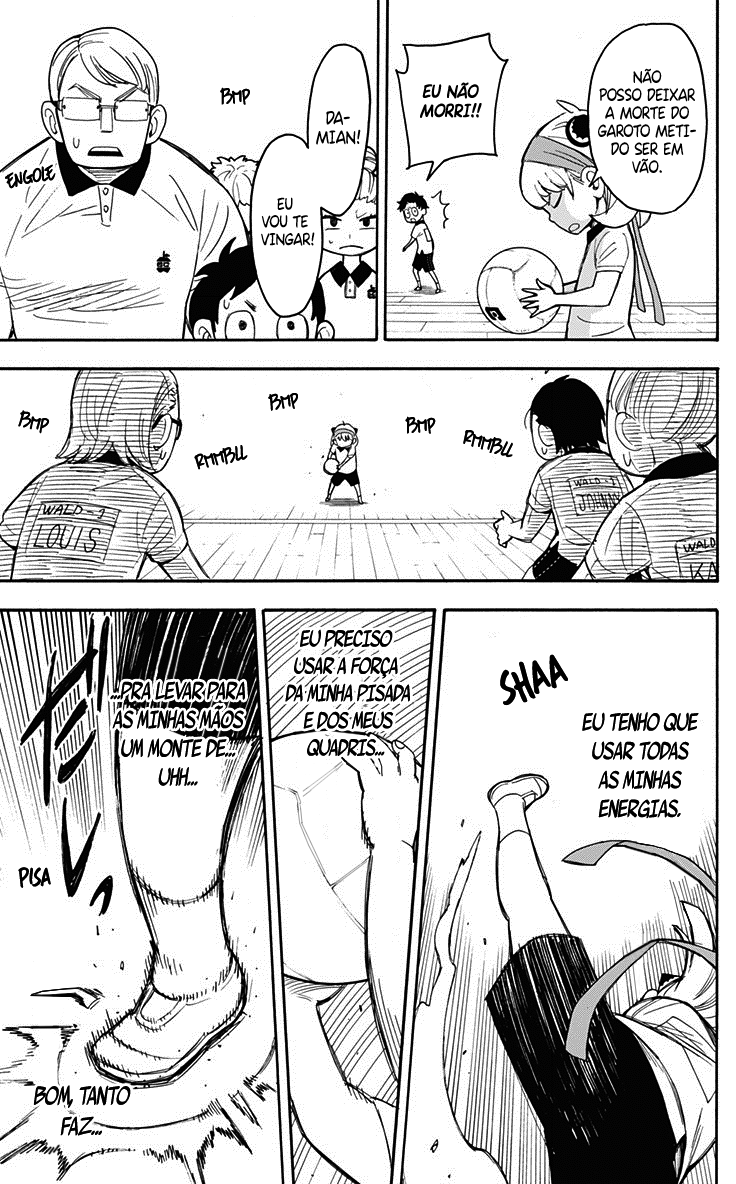 NÃO
POSSO DEIXAR
A MORTE DO
GAROTO METI-
DO SER EM
VÃO.
EU NÃO
MORRI!!
DA-
MIAN!
EU
VOU TE
VINGAR!
BMP
ENGOLE
BMP
BMP
BMP
RMMBLL
RMMBLL
WALD-3
LOUIS
WALD-3
JOHNN
WALD-
KA
SHAA
EU TENHO QUE
USAR TODAS
AS MINHAS
ENERGIAS.
EU PRECISO
USAR A FORÇA
DA MINHA PISADA
E DOS MEUS
QUADRIS...
...PRA LEVAR PARA
AS MINHAS MÃOS
UM MONTE DE...
UHH...
PISA
BOM, TANTO
FAZ...